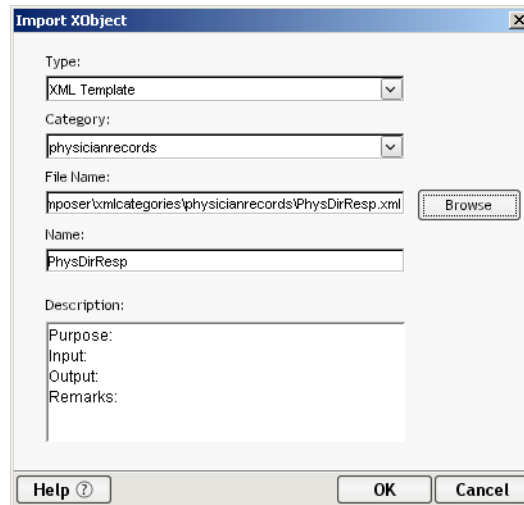 Import XObject
Type:
XML Template
Category:
physicianrecords
File Name:
nposer\xmlcategories\physicianrecords\PhysDirResp.xml
Browse
Name:
PhysDirResp
Description:
Purpose:
Input:
Output:
Remarks:
Help ?
OK
Cancel